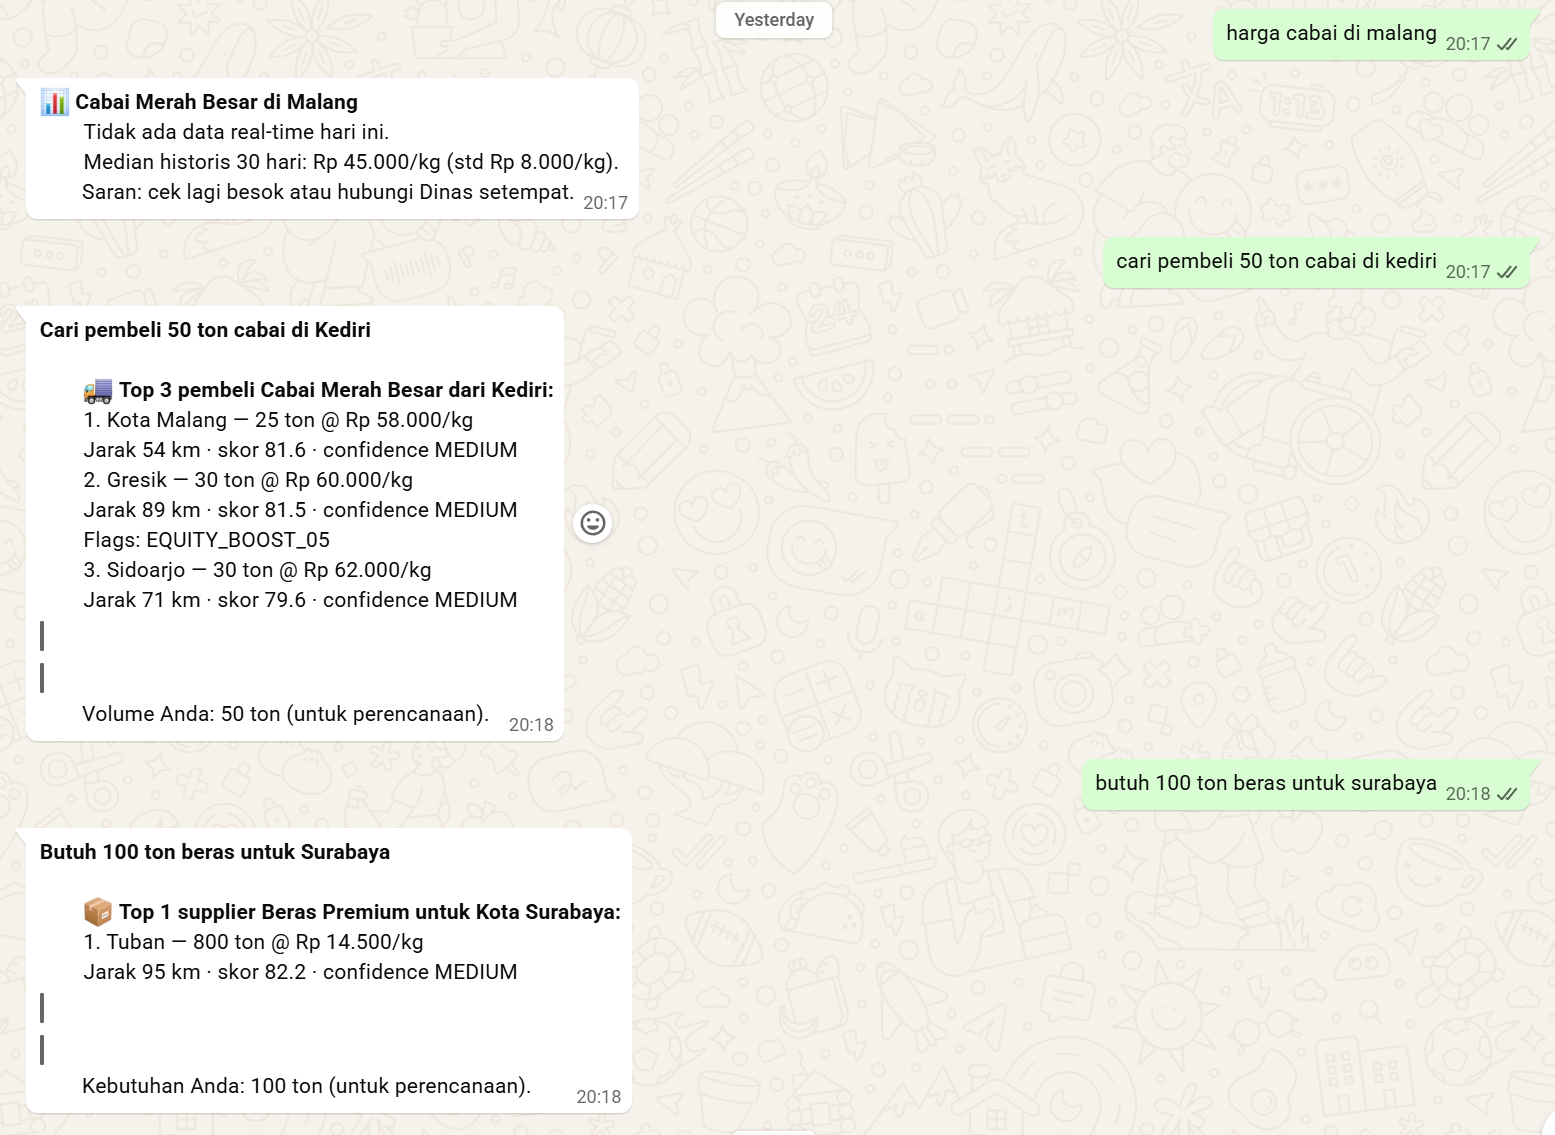 Yesterday
harga cabai di malang 20:17
📊 Cabai Merah Besar di Malang
Tidak ada data real-time hari ini.
Median historis 30 hari: Rp 45.000/kg (std Rp 8.000/kg).
Saran: cek lagi besok atau hubungi Dinas setempat. 20:17
cari pembeli 50 ton cabai di kediri 20:17
Cari pembeli 50 ton cabai di Kediri
🚚 Top 3 pembeli Cabai Merah Besar dari Kediri:
1. Kota Malang — 25 ton @ Rp 58.000/kg
Jarak 54 km · skor 81.6 · confidence MEDIUM
2. Gresik — 30 ton @ Rp 60.000/kg
Jarak 89 km · skor 81.5 · confidence MEDIUM
Flags: EQUITY_BOOST_05
3. Sidoarjo — 30 ton @ Rp 62.000/kg
Jarak 71 km · skor 79.6 · confidence MEDIUM
Volume Anda: 50 ton (untuk perencanaan). 20:18
butuh 100 ton beras untuk surabaya 20:18
Butuh 100 ton beras untuk Surabaya
📦 Top 1 supplier Beras Premium untuk Kota Surabaya:
1. Tuban — 800 ton @ Rp 14.500/kg
Jarak 95 km · skor 82.2 · confidence MEDIUM
Kebutuhan Anda: 100 ton (untuk perencanaan). 20:18